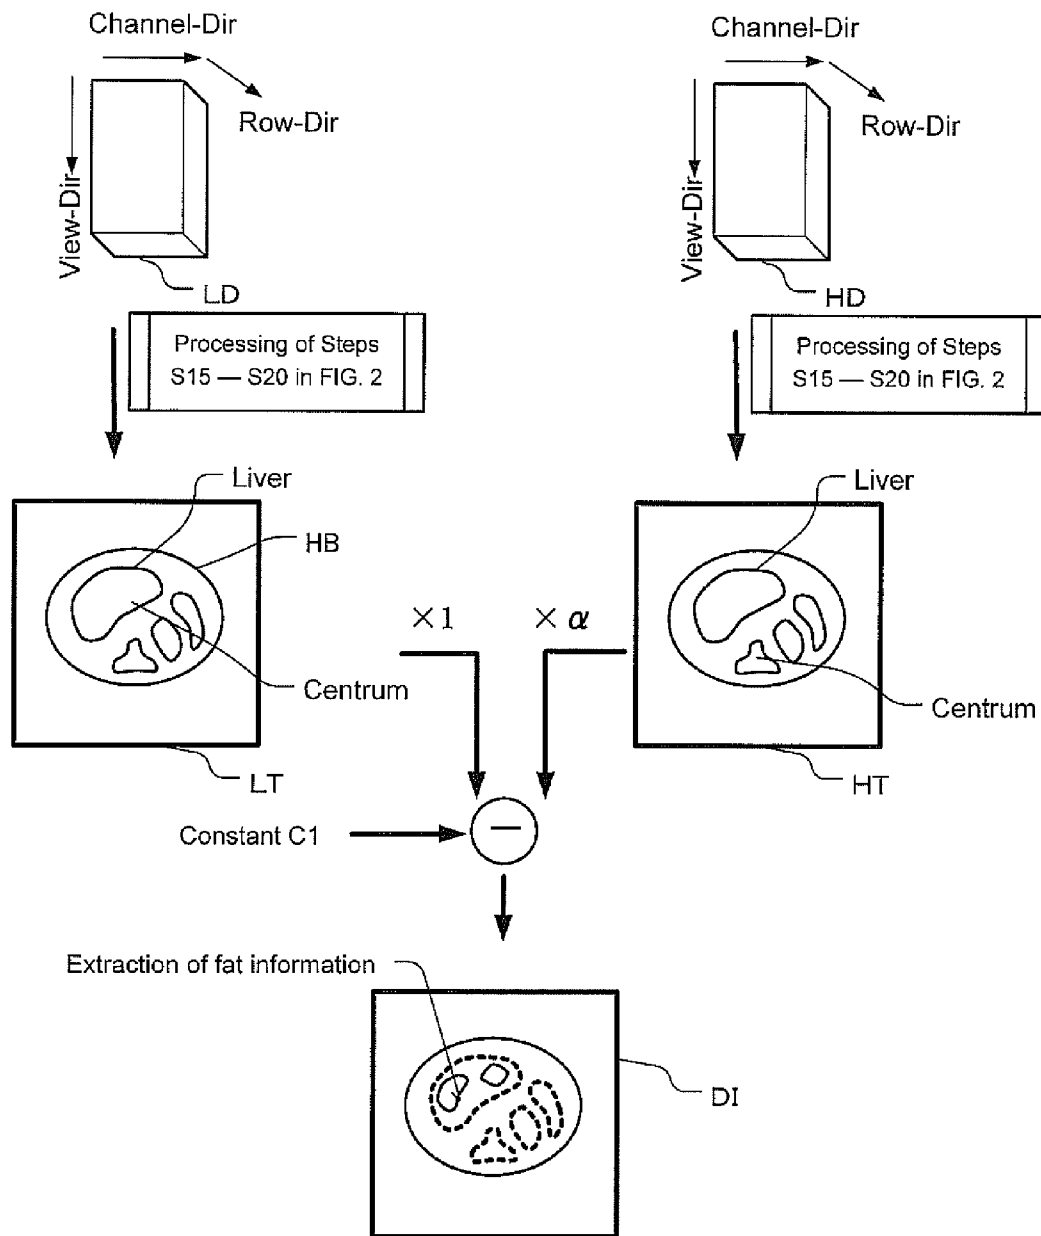 Channel-Dir
Row-Dir
View-Dir
LD
Channel-Dir
Row-Dir
View-Dir
HD
Processing of Steps
S15 — S20 in FIG. 2
Processing of Steps
S15 — S20 in FIG. 2
Liver
HB
Centrum
LT
×1
× α
Liver
Centrum
HT
Constant C1
—
Extraction of fat information
DI